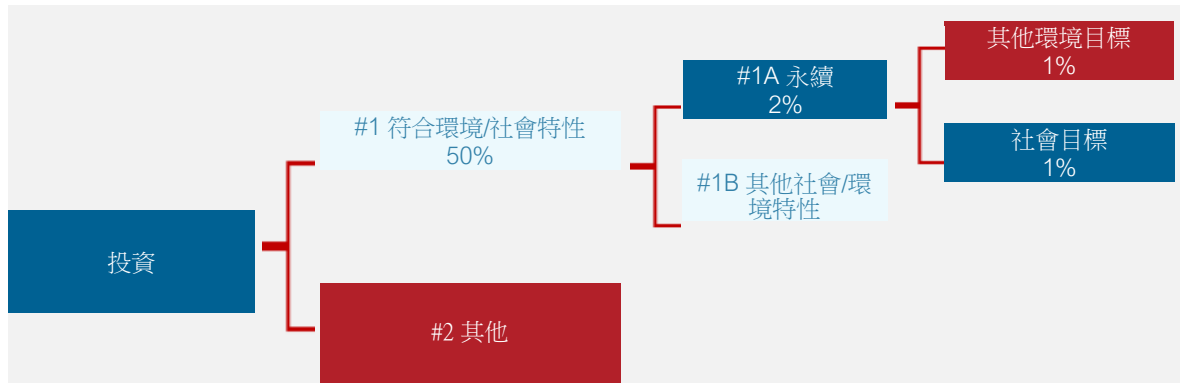 投資
#1 符合環境/社會特性
50%
#2 其他
#1A 永續
2%
#1B 其他社會/環
境特性
其他環境目標
1%
社會目標
1%